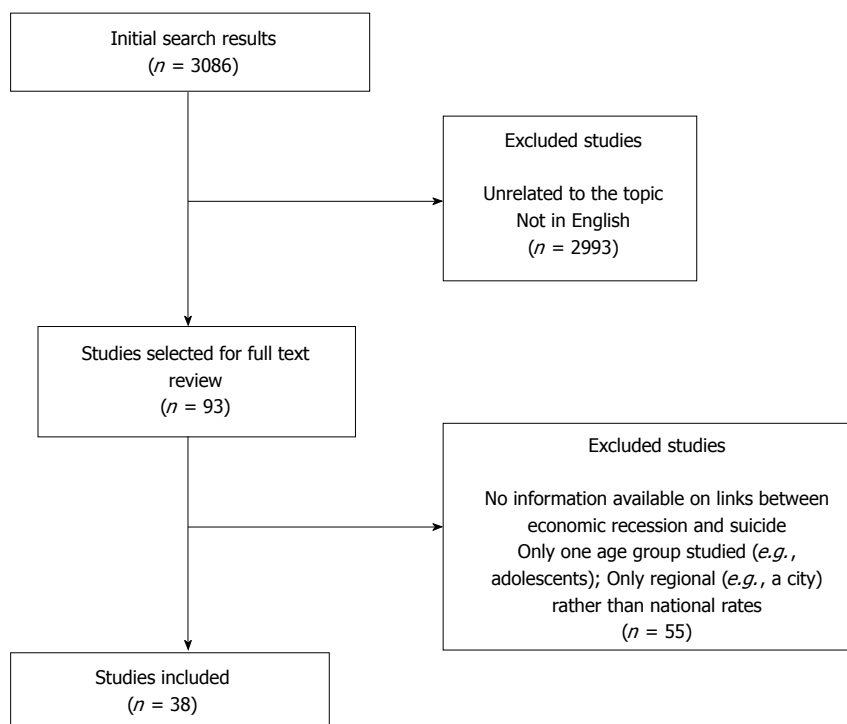 Initial search results
(n = 3086)
Excluded studies
Unrelated to the topic
Not in English
(n = 2993)
Studies selected for full text
review
(n = 93)
Excluded studies
No information available on links between
economic recession and suicide
Only one age group studied (e.g.,
adolescents); Only regional (e.g., a city)
rather than national rates
(n = 55)
Studies included
(n = 38)